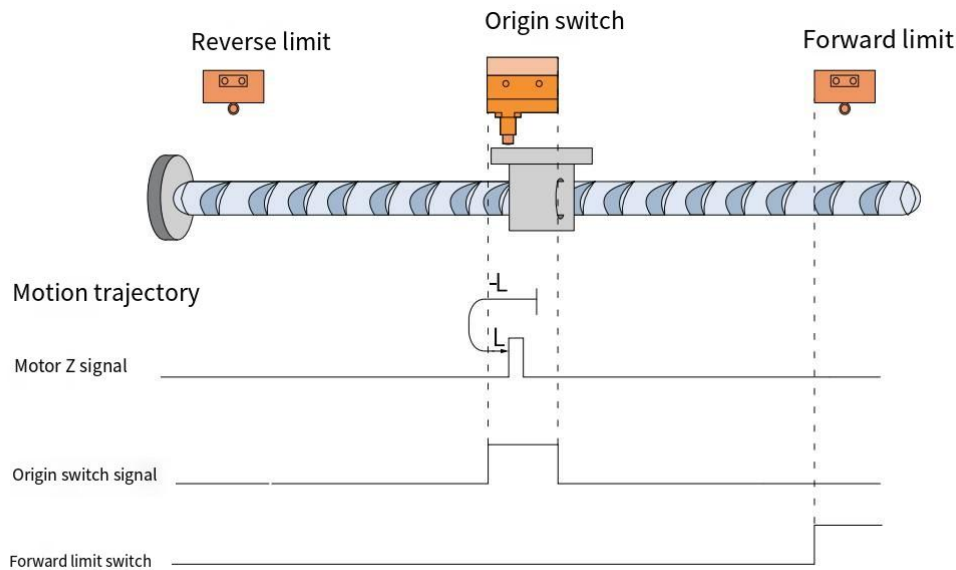 Origin switch
Reverse limit
Forward limit
Motion trajectory
-L
L
Motor Z signal
Origin switch signal
Forward limit switch